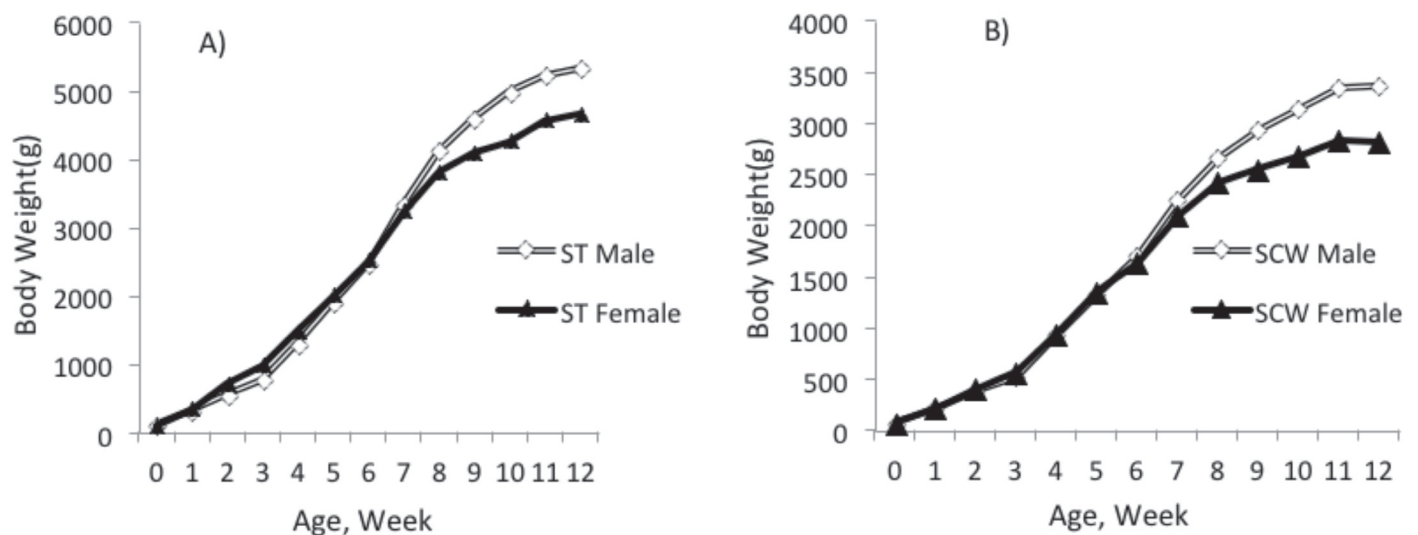 A)
Body Weight(g)
6000
5000
4000
3000
2000
1000
0
0 1 2 3 4 5 6 7 8 9 10 11 12
Age, Week
ST Male
ST Female
B)
Body Weight(g)
4000
3500
3000
2500
2000
1500
1000
500
0
0 1 2 3 4 5 6 7 8 9 10 11 12
Age, Week
SCW Male
SCW Female